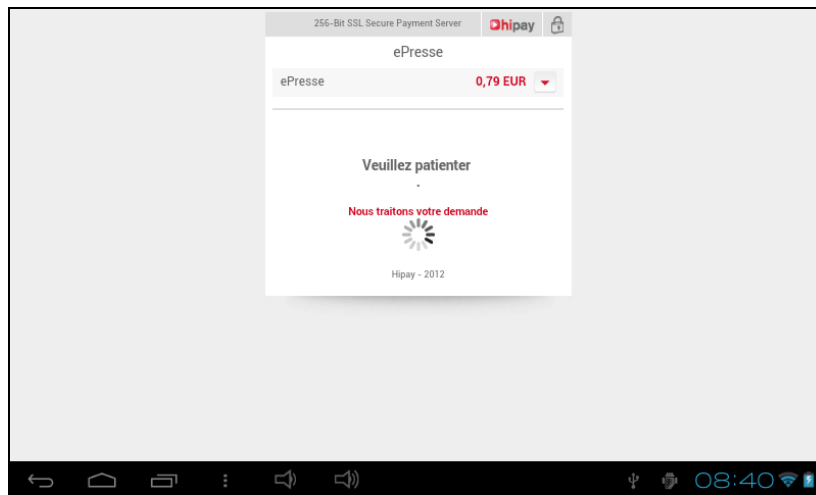 256-Bit SSL Secure Payment Server hipay
ePresse
ePresse 0,79 EUR
Veuillez patienter
.
Nous traitons votre demande
Hipay - 2012
08:40